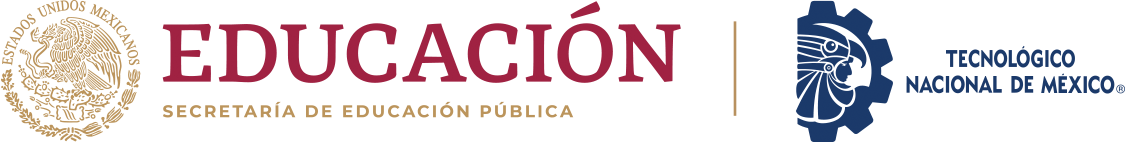 ESTADOS UNIDOS MEXICANOS
EDUCACIÓN
SECRETARÍA DE EDUCACIÓN PÚBLICA
TECNOLÓGICO
NACIONAL DE MÉXICO®